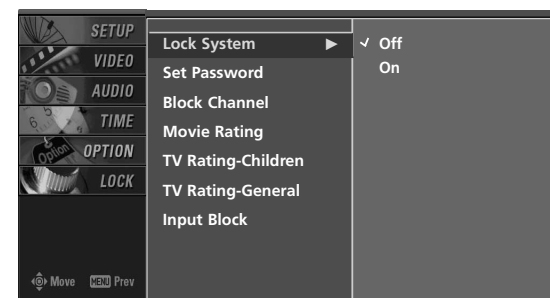 SETUP
VIDEO
AUDIO
TIME
OPTION
LOCK
Lock System ►
Set Password
Block Channel
Movie Rating
TV Rating-Children
TV Rating-General
Input Block
✓ Off
On
Option
Move MENU Prev